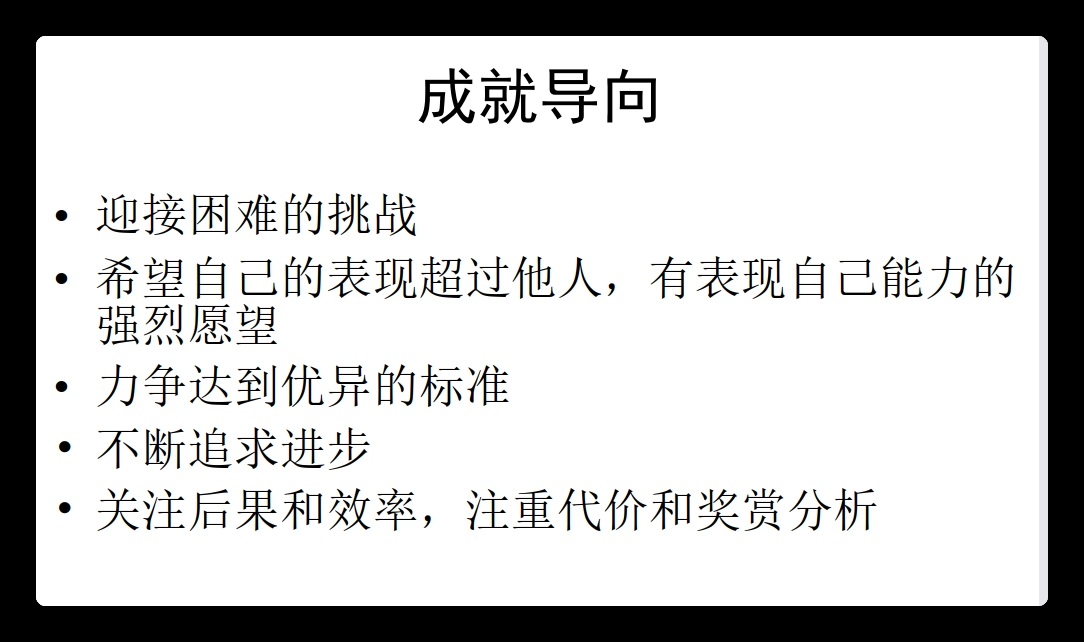 成就导向
• 迎接困难的挑战
• 希望自己的表现超过他人，有表现自己能力的
强烈愿望
• 力争达到优异的标准
• 不断追求进步
• 关注后果和效率，注重代价和奖赏分析